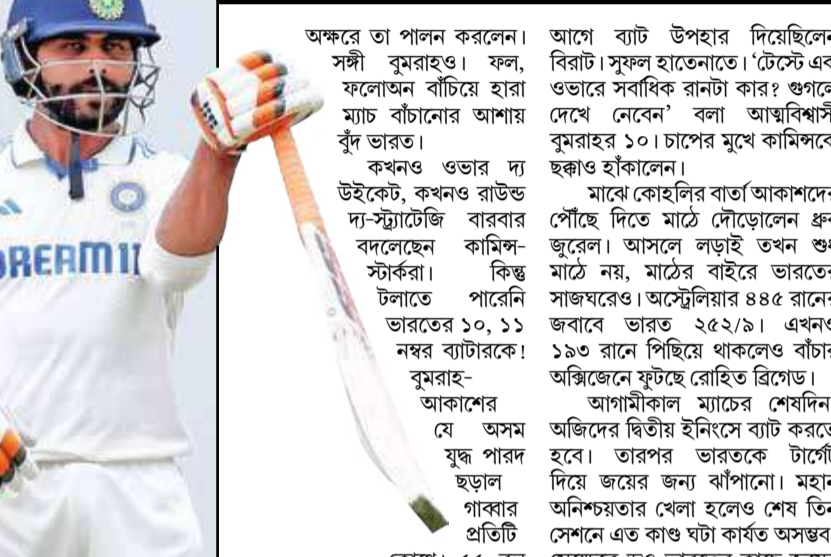 DREAM11
অক্ষরে তা পালন করলেন।
সঙ্গী বুমরাহও। ফল,
ফলোঅন বাঁচিয়ে হারা
ম্যাচ বাঁচানোর আশায়
বুঁদ ভারত।
কখনও ওভার দ্য
উইকেট, কখনও রাউন্ড
দ্য-স্ট্র্যাটেজি বারবার
বদলেছেন কামিন্স-
স্টার্করা। কিন্তু
টলাতে পারেনি
ভারতের ১০, ১১
নম্বর ব্যাটারকে!
বুমরাহ-
আকাশের
যে অসম
যুদ্ধ পারদ
ছড়াল
গাব্বার
প্রতিটি
আগে ব্যাট উপহার দিয়েছিলেন
বিরাট। সুফল হাতেনাতে। 'টেস্টে এক
ওভারে সর্বাধিক রানটা কার? গুগলে
দেখে নেবেন' বলা আত্মবিশ্বাসী
বুমরাহর ১০। চাপের মুখে কামিন্সকে
ছক্কাও হাঁকালেন।
মাঝে কোহলির বার্তা আকাশদের
পৌঁছে দিতে মাঠে দৌড়োলেন ধ্রুব
জুরেল। আসলে লড়াই তখন শুধু
মাঠে নয়, মাঠের বাইরে ভারতের
সাজঘরেও। অস্ট্রেলিয়ার ৪৪৫ রানের
জবাবে ভারত ২৫২/৯। এখনও
১৯৩ রানে পিছিয়ে থাকলেও বাঁচার
অক্সিজেনে ফুটছে রোহিত ব্রিগেড।
আগামীকাল ম্যাচের শেষদিন
অজিদের দ্বিতীয় ইনিংসে ব্যাট করতে
হবে। তারপর ভারতকে টার্গেট
দিয়ে জয়ের জন্য ঝাঁপানো। মহান
অনিশ্চয়তার খেলা হলেও শেষ তিন
সেশনে এত কাণ্ড ঘটা কার্যত অসম্ভব